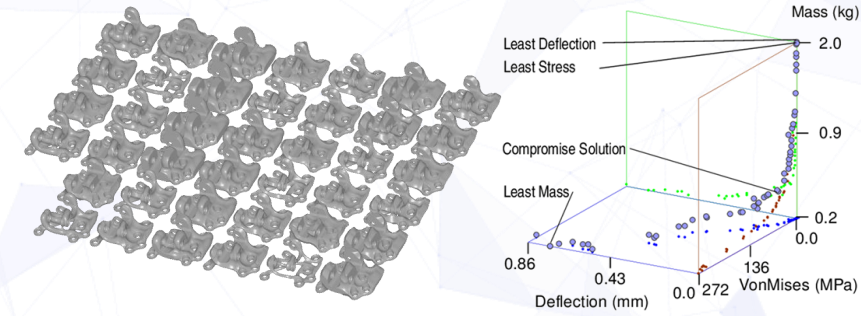 Mass (kg)
Least Deflection
2.0
Least Stress
0.9
Compromise Solution
Least Mass
0.2
0.0
0.86
136
0.43
VonMises (MPa)
0.0
272
Deflection (mm)